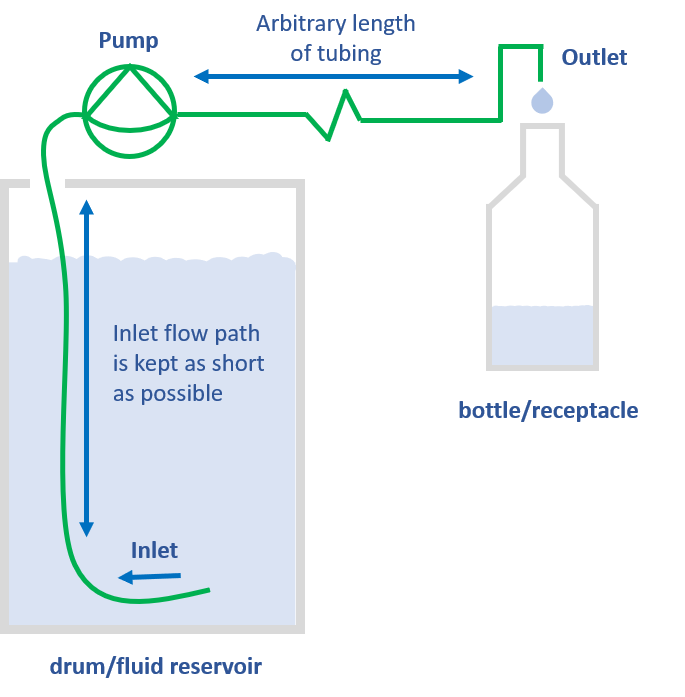 Arbitrary length
of tubing
Pump
Outlet
Inlet flow path
is kept as short
as possible
bottle/receptacle
Inlet
drum/fluid reservoir